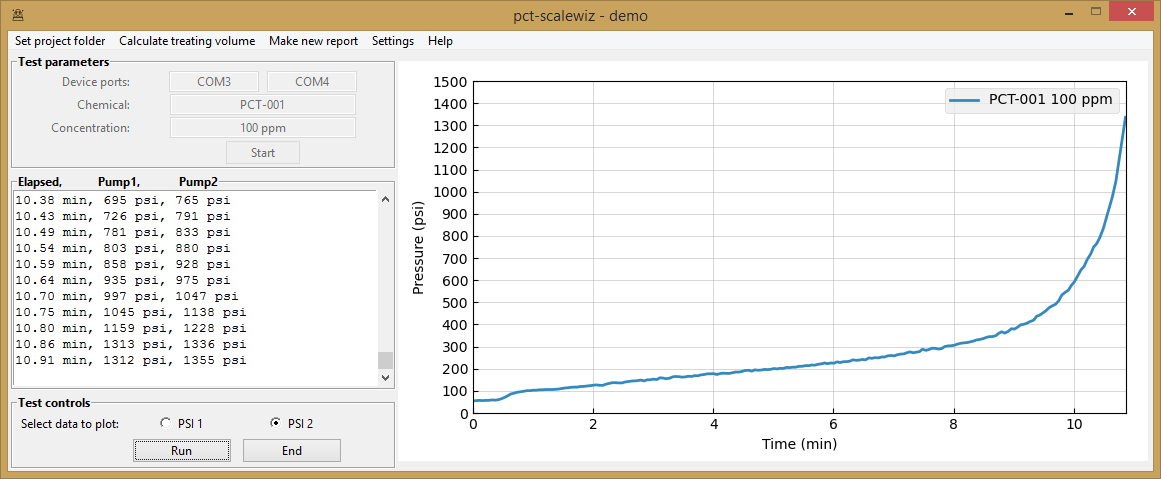 pct-scalewiz - demo
Set project folder Calculate treating volume Make new report Settings Help
Test parameters
Device ports: COM3 COM4
Chemical: PCT-001
Concentration: 100 ppm
Start
Elapsed, Pump1, Pump2
10.38 min, 695 psi, 765 psi
10.43 min, 726 psi, 791 psi
10.49 min, 781 psi, 833 psi
10.54 min, 803 psi, 880 psi
10.59 min, 858 psi, 928 psi
10.64 min, 935 psi, 975 psi
10.70 min, 997 psi, 1047 psi
10.75 min, 1045 psi, 1138 psi
10.80 min, 1159 psi, 1228 psi
10.86 min, 1313 psi, 1336 psi
10.91 min, 1312 psi, 1355 psi
Test controls
Select data to plot: PSI 1 PSI 2
Run End
PCT-001 100 ppm
Pressure (psi)
1500
1400
1300
1200
1100
1000
900
800
700
600
500
400
300
200
100
0
0 2 4 6 8 10
Time (min)